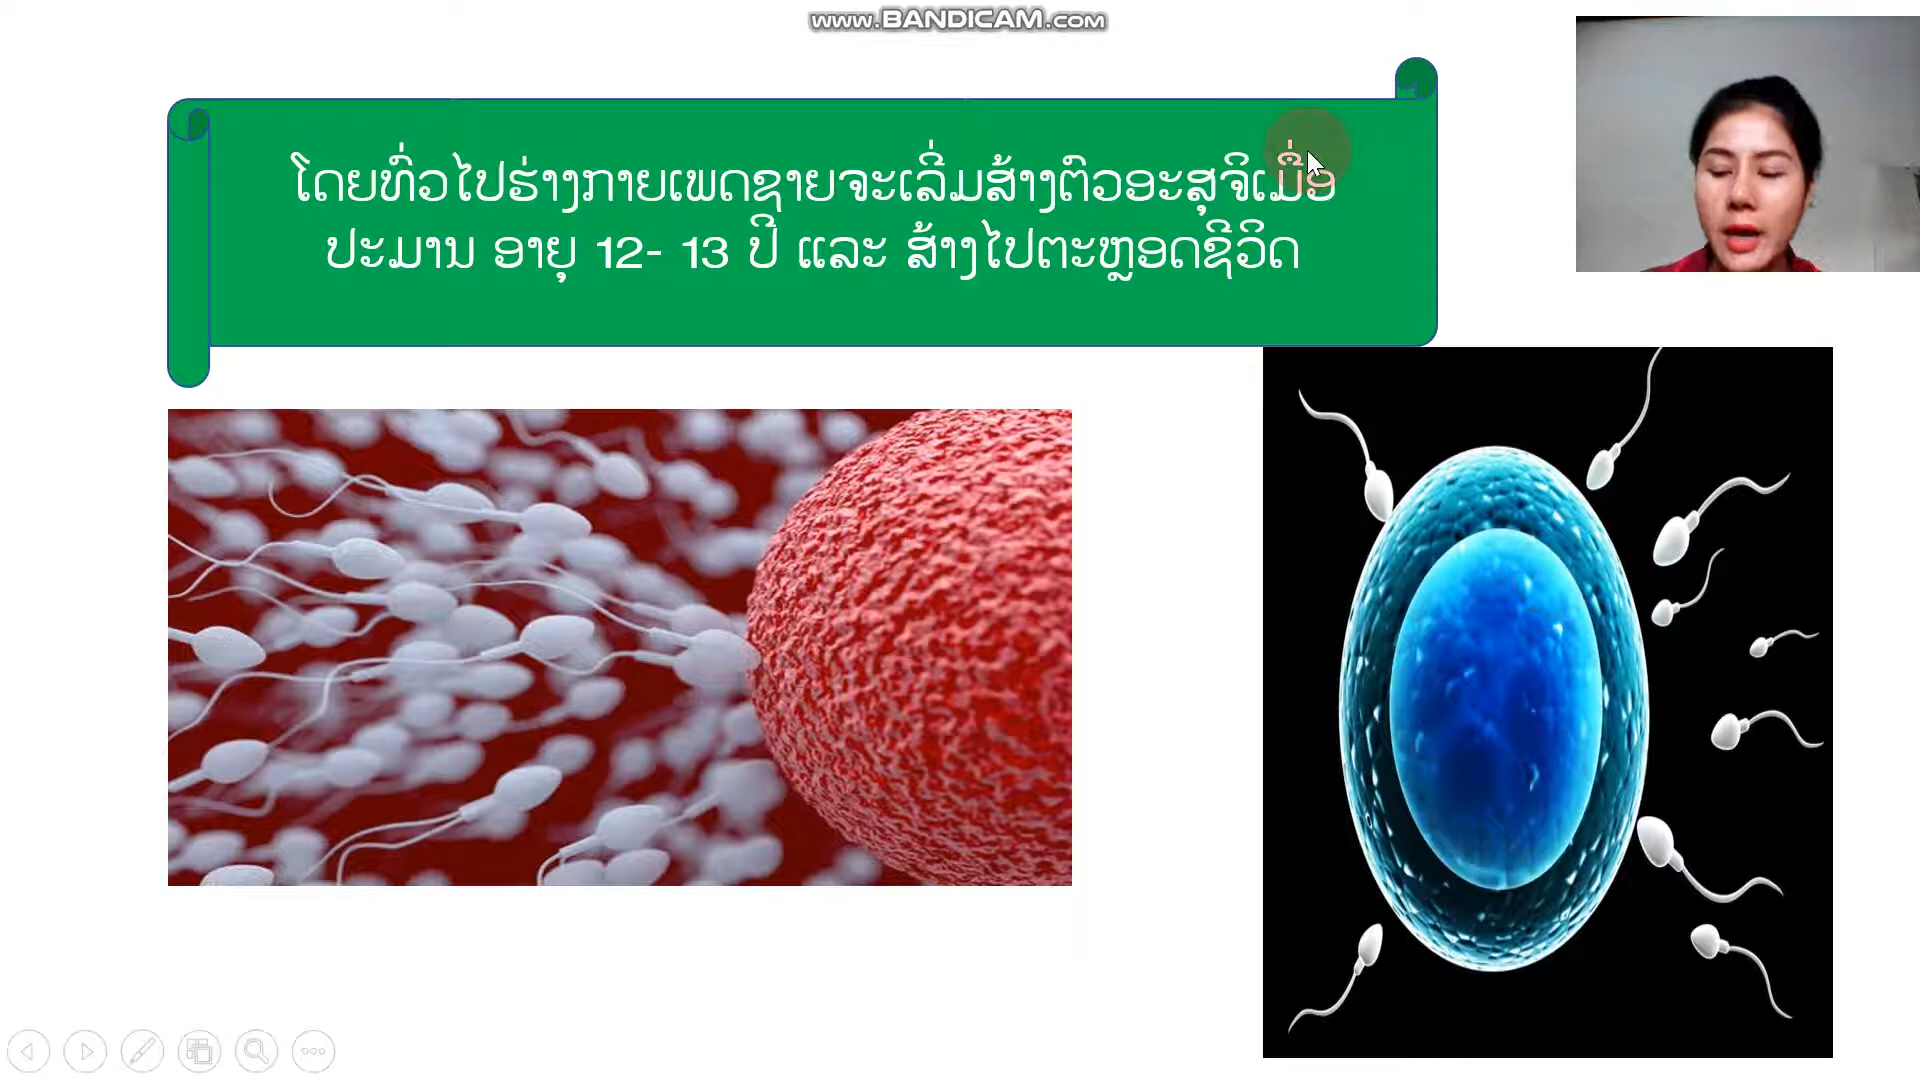 www.BANDICAM.com
ໂດຍທົ່ວໄປຮ່າງກາຍເພດຊາຍຈະເລີ່ມສ້າງຕົວອະສຸຈິເມື່ອ
ປະມານ ອາຍຸ 12- 13 ປີ ແລະ ສ້າງໄປຕະຫຼອດຊີວິດ